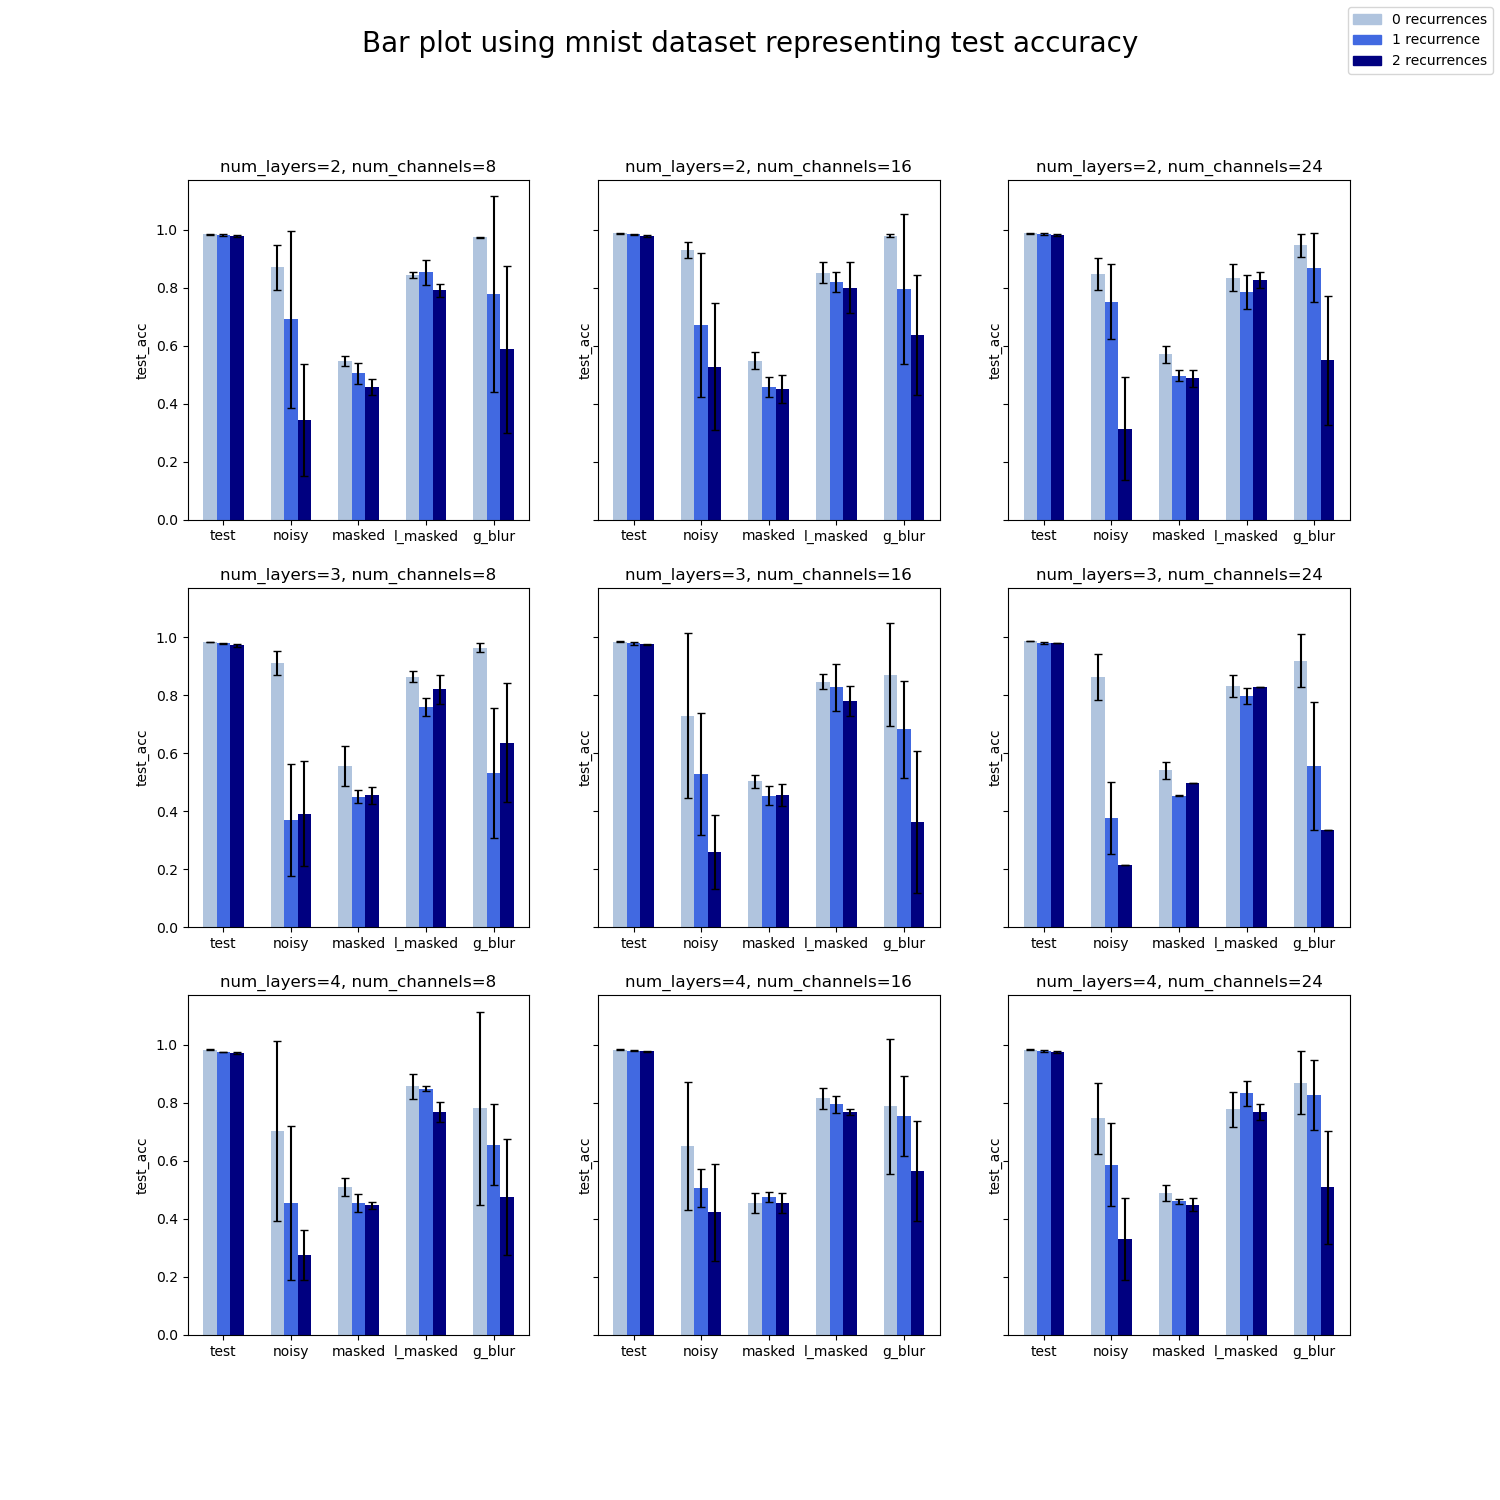 0 recurrences
1 recurrence
2 recurrences
Bar plot using mnist dataset representing test accuracy
num_layers=2, num_channels=8
num_layers=2, num_channels=16
num_layers=2, num_channels=24
1.0
0.8
0.6
0.4
0.2
0.0
test_acc
test_acc
test_acc
test noisy masked l_masked g_blur
test noisy masked l_masked g_blur
test noisy masked l_masked g_blur
num_layers=3, num_channels=8
num_layers=3, num_channels=16
num_layers=3, num_channels=24
1.0
0.8
0.6
0.4
0.2
0.0
test_acc
test_acc
test_acc
test noisy masked l_masked g_blur
test noisy masked l_masked g_blur
test noisy masked l_masked g_blur
num_layers=4, num_channels=8
num_layers=4, num_channels=16
num_layers=4, num_channels=24
1.0
0.8
0.6
0.4
0.2
0.0
test_acc
test_acc
test_acc
test noisy masked l_masked g_blur
test noisy masked l_masked g_blur
test noisy masked l_masked g_blur